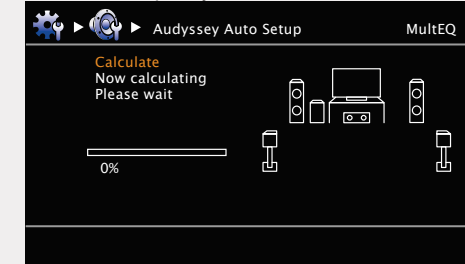 Audyssey Auto Setup MultEQ
Calculate
Now calculating
Please wait
0%